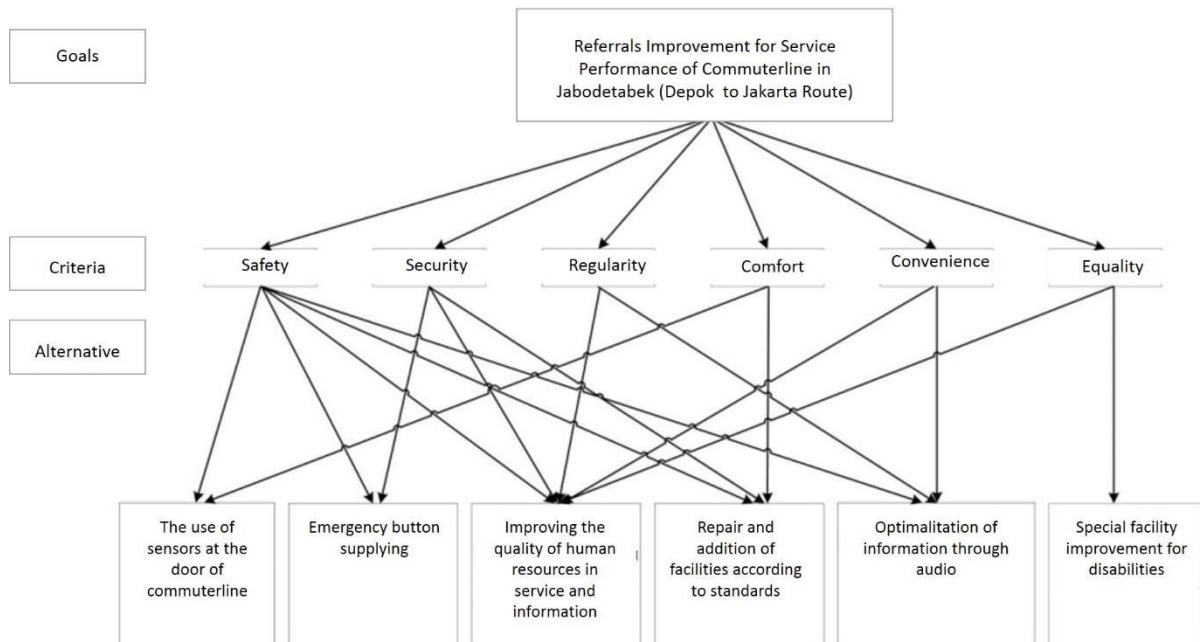 Goals
Referrals Improvement for Service
Performance of Commuterline in
Jabodetabek (Depok to Jakarta Route)
Criteria
Safety
Security
Regularity
Comfort
Convenience
Equality
Alternative
The use of
sensors at the
door of
commuterline
Emergency button
supplying
Improving the
quality of human
resources in
service and
information
Repair and
addition of
facilities according
to standards
Optimalitation of
information through
audio
Special facility
improvement for
disabilities